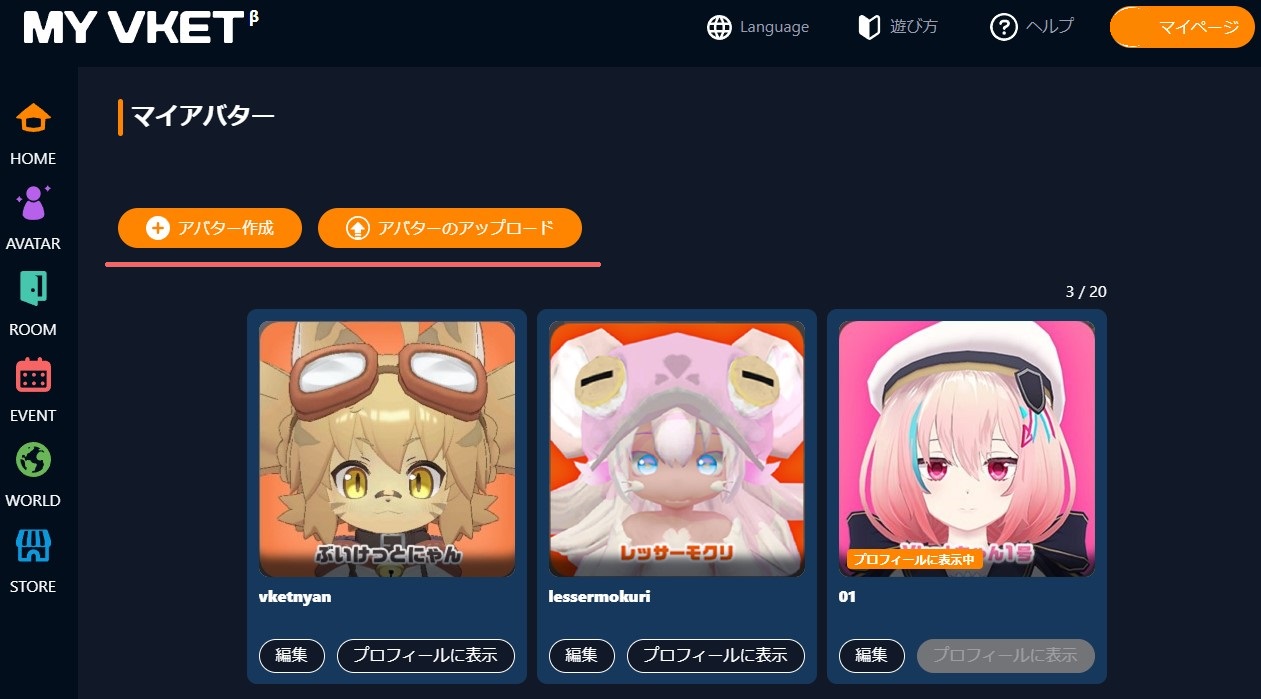 MY VKET β
Language
遊び方
ヘルプ
マイページ
HOME
AVATAR
ROOM
EVENT
WORLD
STORE
マイアバター
アバター作成
アバターのアップロード
3 / 20
ぶいけっとにゃん
vketnyan
編集
プロフィールに表示
レッサーモクリ
lessermokuri
編集
プロフィールに表示
ん1号
プロフィールに表示中
01
編集
プロフィールに表示